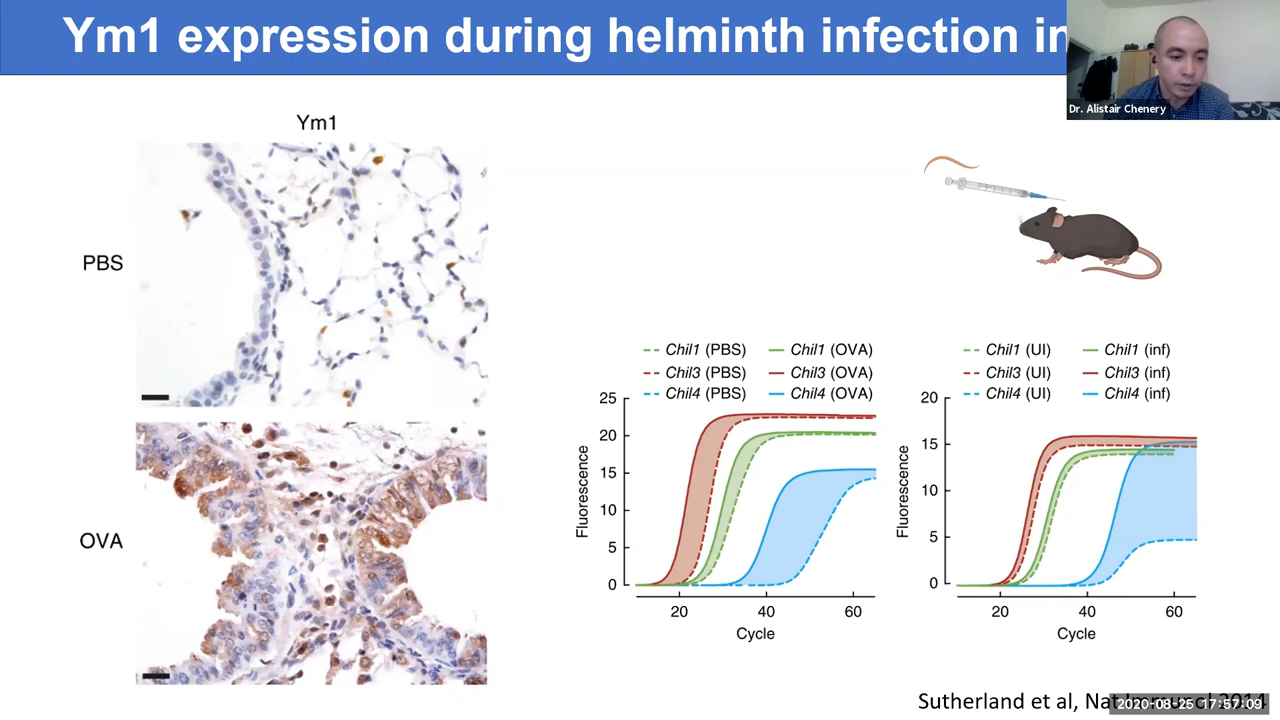 Ym1 expression during helminth infection in
Dr. Alistair Chenery
Ym1
PBS
OVA
Chil1 (PBS) Chil1 (OVA)
Chil3 (PBS) Chil3 (OVA)
Chil4 (PBS) Chil4 (OVA)
25
20
15
10
5
0
Fluorescence
20 40 60
Cycle
Chil1 (UI) Chil1 (inf)
Chil3 (UI) Chil3 (inf)
Chil4 (UI) Chil4 (inf)
20
15
10
5
0
Fluorescence
20 40 60
Cycle
Sutherland et al, Nat Immunol 2014
2020-08-25 17:57:09